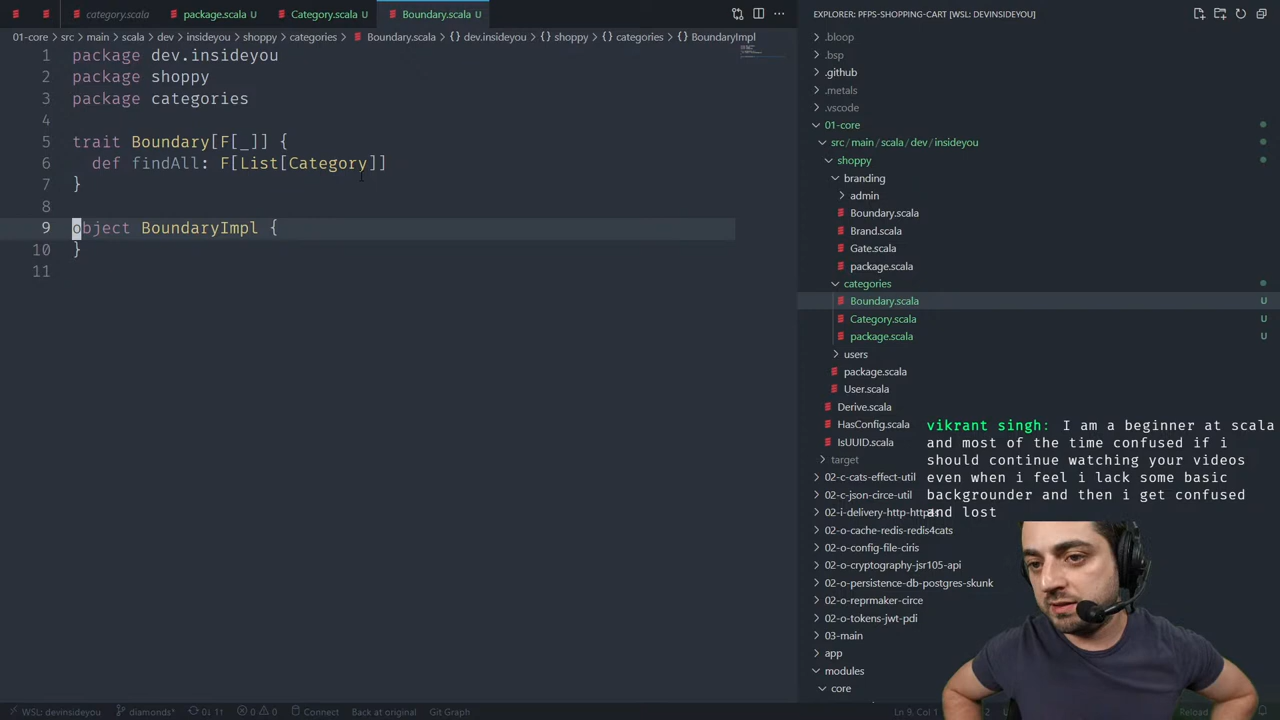 category.scala
package.scala U
Category.scala U
Boundary.scala U
EXPLORER: PFPS-SHOPPING-CART [WSL: DEVINSIDEYOU]
01-core > src > main > scala > dev > insideyou > shoppy > categories > Boundary.scala > {} dev.insideyou > {} shoppy > {} categories > {} BoundaryImpl
1 package dev.insideyou
2 package shoppy
3 package categories
4
5 trait Boundary[F[_]] {
6 def findAll: F[List[Category]]
7 }
8
9 object BoundaryImpl {
10 }
11
.bloop
.bsp
.github
.metals
.vscode
01-core
src / main / scala / dev / insideyou
shoppy
branding
admin
Boundary.scala
Brand.scala
Gate.scala
package.scala
categories
Boundary.scala U
Category.scala U
package.scala U
users
package.scala
User.scala
Derive.scala
HasConfig.scala
IsUUID.scala
target
02-c-cats-effect-util
02-c-json-circe-util
02-i-delivery-http-https
02-o-cache-redis-redis4cats
02-o-config-file-ciris
02-o-cryptography-jsr105-api
02-o-persistence-db-postgres-skunk
02-o-reprmaker-circe
02-o-tokens-jwt-pdi
03-main
app
modules
core
vikrant singh: I am a beginner at scala
and most of the time confused if i
should continue watching your videos
even when i feel i lack some basic
backgrounder and then i get confused
and lost
WSL: devinsideyou
diamonds*
0↓ 1↑
0 0
Connect
Back at original
Git Graph
Ln 9, Col 1
Reload